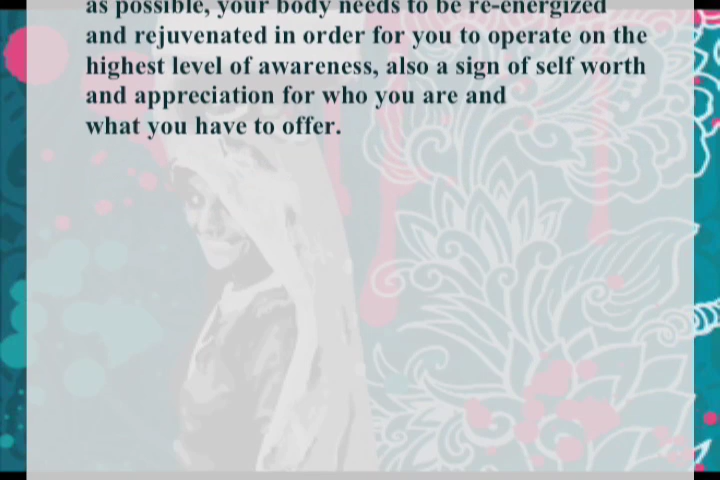 as possible, your body needs to be re-energized
and rejuvenated in order for you to operate on the
highest level of awareness, also a sign of self worth
and appreciation for who you are and
what you have to offer.